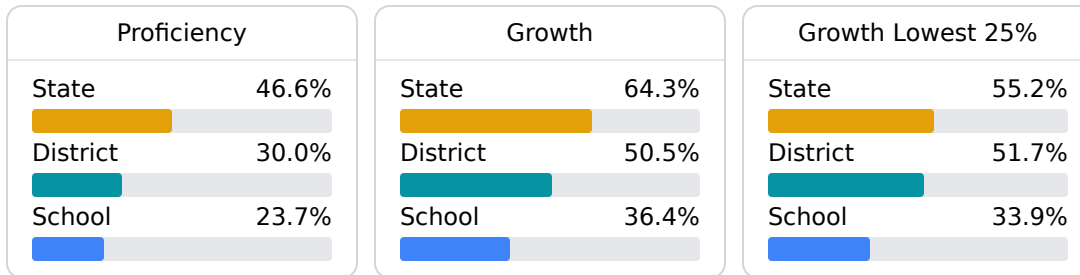 Proficiency
State 46.6%
District 30.0%
School 23.7%
Growth
State 64.3%
District 50.5%
School 36.4%
Growth Lowest 25%
State 55.2%
District 51.7%
School 33.9%